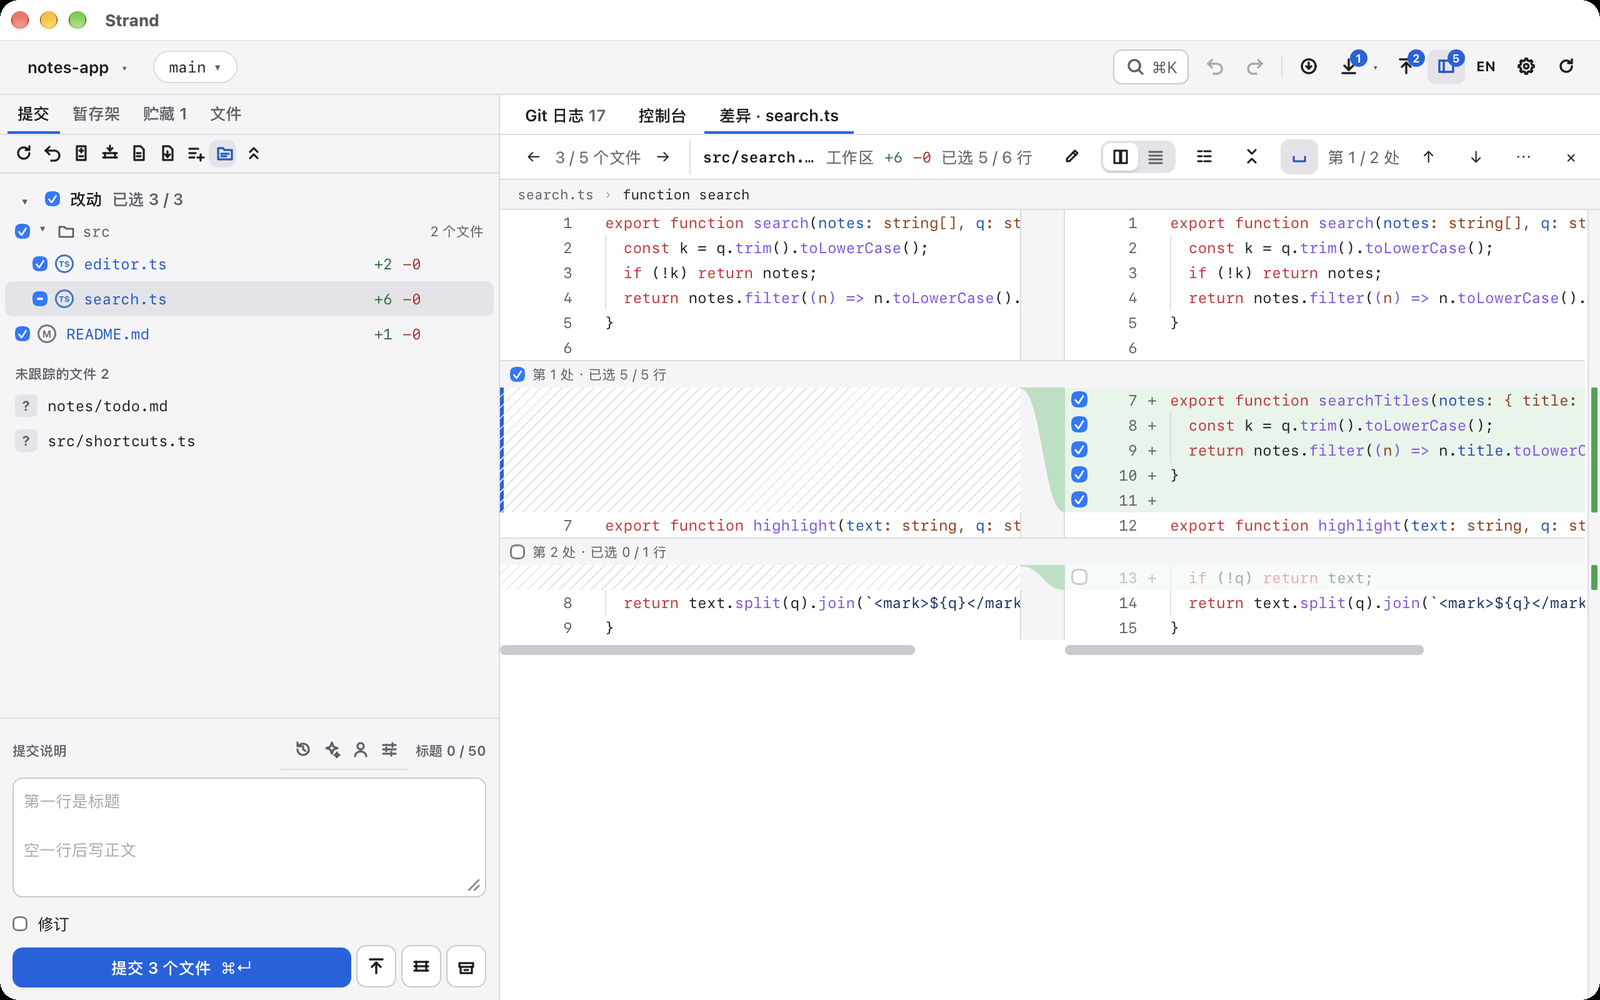 Strand
notes-app
main
⌘K
1
2
5
EN
提交
暂存架
贮藏 1
文件
Git 日志 17
控制台
差异 · search.ts
3 / 5 个文件
src/search.…
工作区
+6 −0
已选 5 / 6 行
第 1 / 2 处
search.ts › function search
改动 已选 3 / 3
src
2 个文件
TS editor.ts +2 −0
TS search.ts +6 −0
M README.md +1 −0
未跟踪的文件 2
? notes/todo.md
? src/shortcuts.ts
1 export function search(notes: string[], q: st
2 const k = q.trim().toLowerCase();
3 if (!k) return notes;
4 return notes.filter((n) => n.toLowerCase().
5 }
6
第 1 处 · 已选 5 / 5 行
7 export function highlight(text: string, q: st
第 2 处 · 已选 0 / 1 行
8 return text.split(q).join(`<mark>${q}</mark
9 }
1 export function search(notes: string[], q: st
2 const k = q.trim().toLowerCase();
3 if (!k) return notes;
4 return notes.filter((n) => n.toLowerCase().
5 }
6
7 + export function searchTitles(notes: { title:
8 + const k = q.trim().toLowerCase();
9 + return notes.filter((n) => n.title.toLowerC
10 + }
11 +
12 export function highlight(text: string, q: st
13 + if (!q) return text;
14 return text.split(q).join(`<mark>${q}</mark
15 }
提交说明
标题 0 / 50
第一行是标题
空一行后写正文
修订
提交 3 个文件 ⌘↵